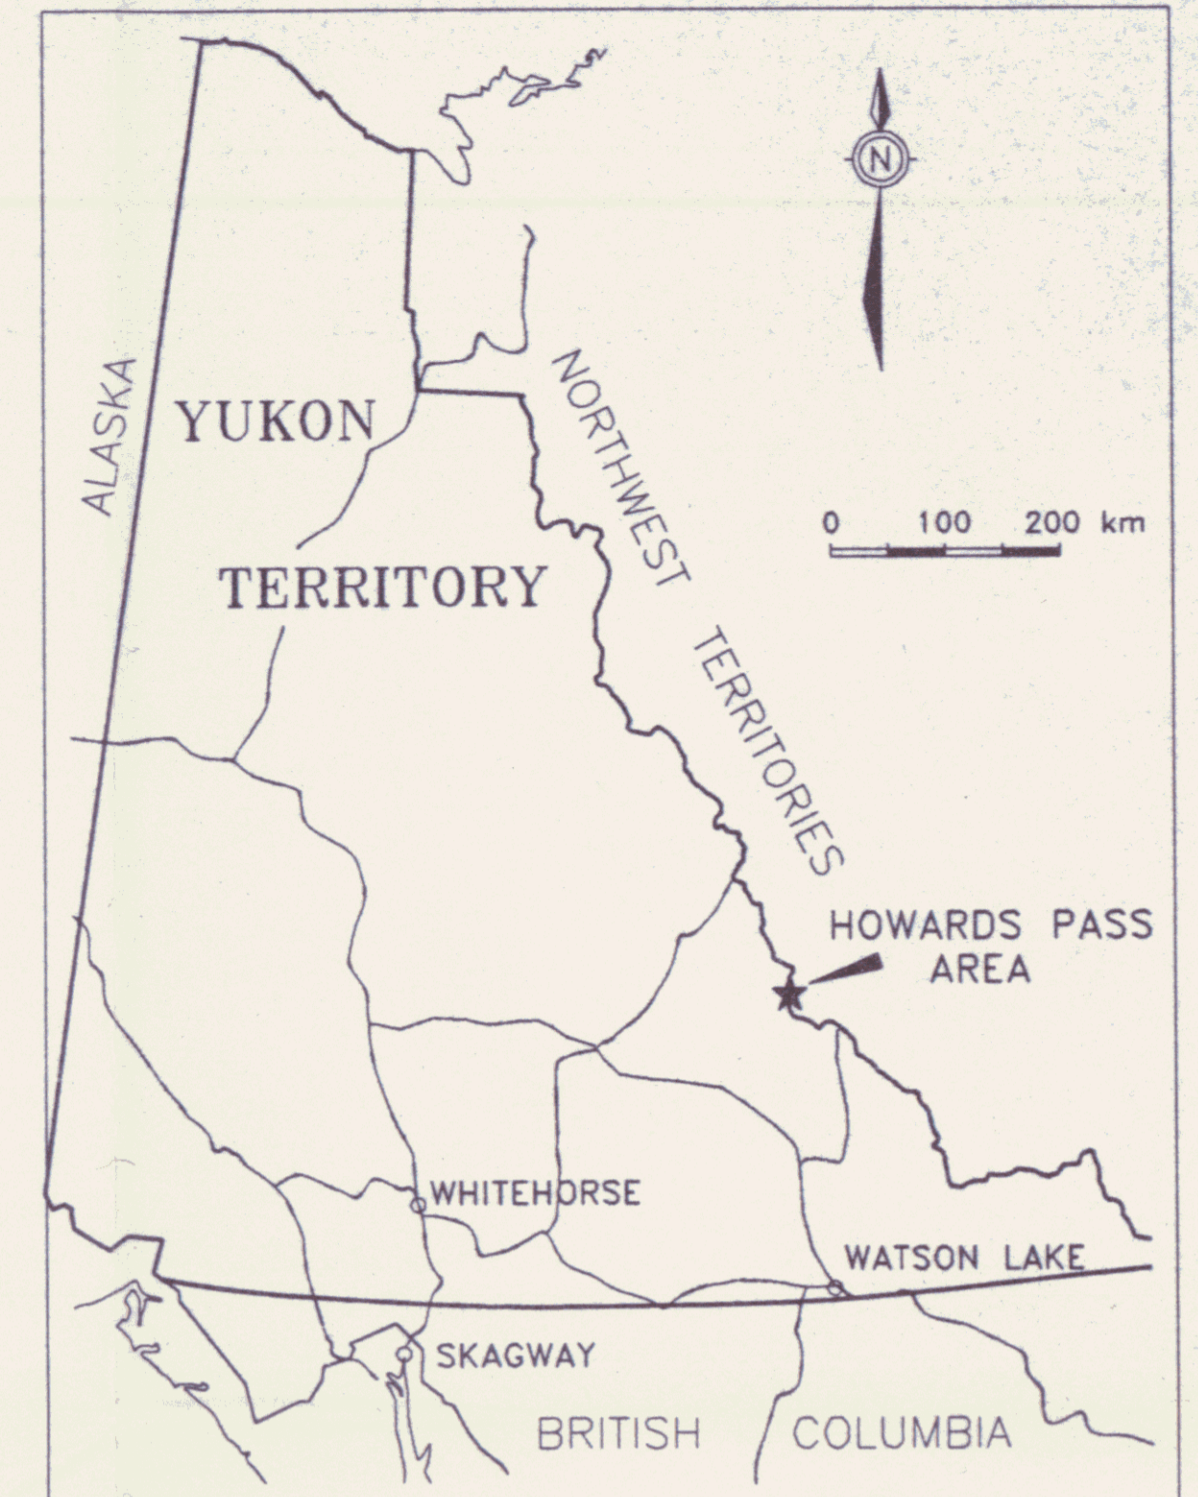 N
ALASKA
YUKON
TERRITORY
NORTHWEST TERRITORIES
0 100 200 km
HOWARDS PASS
AREA
WHITEHORSE
WATSON LAKE
SKAGWAY
BRITISH COLUMBIA